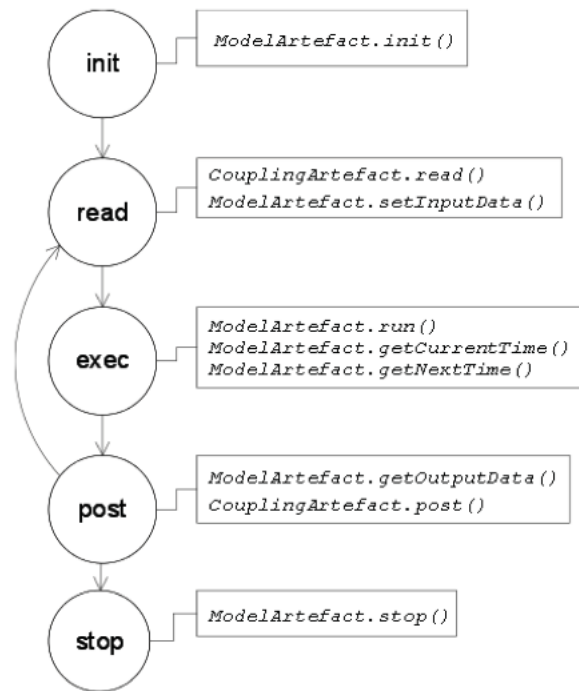 init
ModelArtefact.init()
read
CouplingArtefact.read()
ModelArtefact.setInputData()
exec
ModelArtefact.run()
ModelArtefact.getCurrentTime()
ModelArtefact.getNextTime()
post
ModelArtefact.getOutputData()
CouplingArtefact.post()
stop
ModelArtefact.stop()